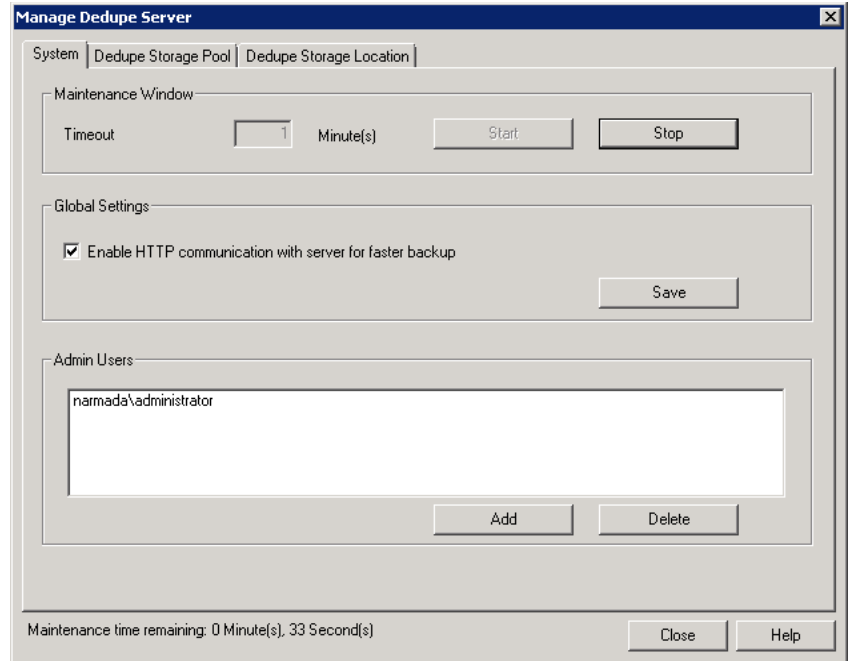 Manage Dedupe Server
System Dedupe Storage Pool Dedupe Storage Location
Maintenance Window
Timeout 1 Minute(s) Start Stop
Global Settings
Enable HTTP communication with server for faster backup
Save
Admin Users
narmada\administrator
Add Delete
Maintenance time remaining: 0 Minute(s), 33 Second(s)
Close Help